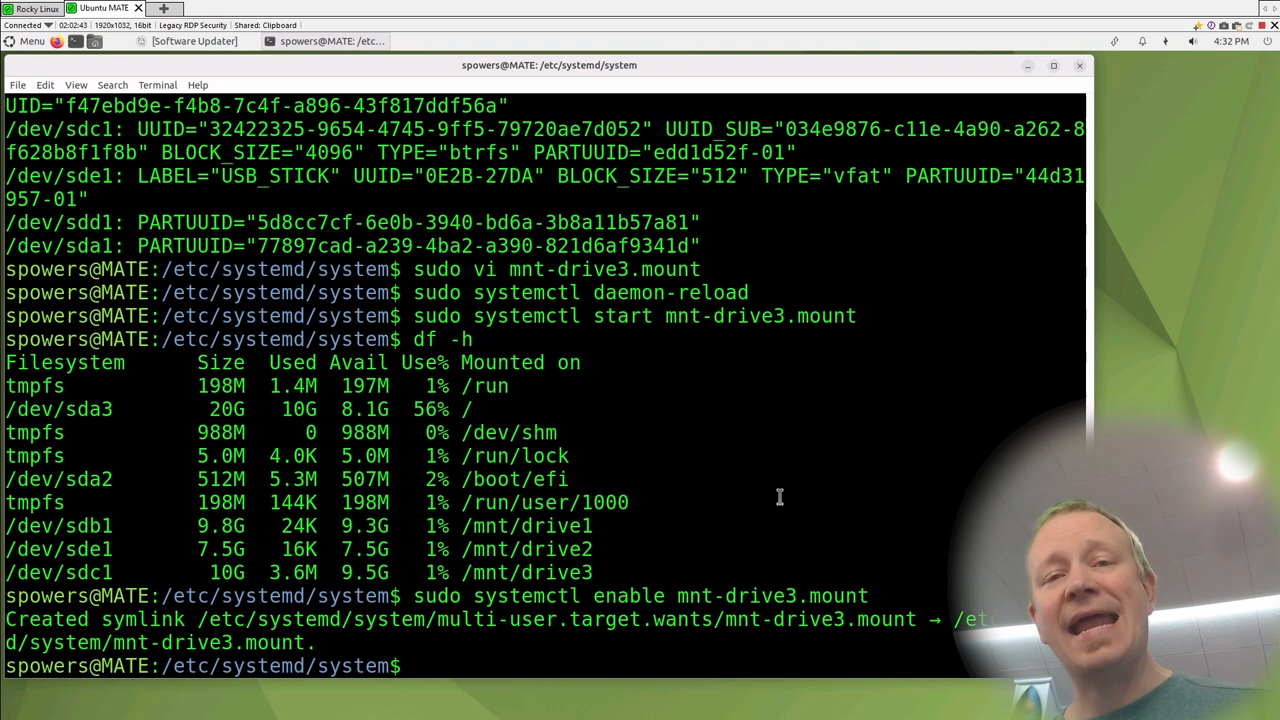 Rocky Linux
Ubuntu MATE
Connected
02:02:43
1920x1032, 16bit
Legacy RDP Security
Shared: Clipboard
Menu
[Software Updater]
spowers@MATE: /etc...
4:32 PM
spowers@MATE: /etc/systemd/system
File Edit View Search Terminal Help
UID="f47ebd9e-f4b8-7c4f-a896-43f817ddf56a"
/dev/sdc1: UUID="32422325-9654-4745-9ff5-79720ae7d052" UUID_SUB="034e9876-c11e-4a90-a262-8
f628b8f1f8b" BLOCK_SIZE="4096" TYPE="btrfs" PARTUUID="edd1d52f-01"
/dev/sde1: LABEL="USB_STICK" UUID="0E2B-27DA" BLOCK_SIZE="512" TYPE="vfat" PARTUUID="44d31
957-01"
/dev/sdd1: PARTUUID="5d8cc7cf-6e0b-3940-bd6a-3b8a11b57a81"
/dev/sda1: PARTUUID="77897cad-a239-4ba2-a390-821d6af9341d"
spowers@MATE:/etc/systemd/system$ sudo vi mnt-drive3.mount
spowers@MATE:/etc/systemd/system$ sudo systemctl daemon-reload
spowers@MATE:/etc/systemd/system$ sudo systemctl start mnt-drive3.mount
spowers@MATE:/etc/systemd/system$ df -h
Filesystem Size Used Avail Use% Mounted on
tmpfs 198M 1.4M 197M 1% /run
/dev/sda3 20G 10G 8.1G 56% /
tmpfs 988M 0 988M 0% /dev/shm
tmpfs 5.0M 4.0K 5.0M 1% /run/lock
/dev/sda2 512M 5.3M 507M 2% /boot/efi
tmpfs 198M 144K 198M 1% /run/user/1000
/dev/sdb1 9.8G 24K 9.3G 1% /mnt/drive1
/dev/sde1 7.5G 16K 7.5G 1% /mnt/drive2
/dev/sdc1 10G 3.6M 9.5G 1% /mnt/drive3
spowers@MATE:/etc/systemd/system$ sudo systemctl enable mnt-drive3.mount
Created symlink /etc/systemd/system/multi-user.target.wants/mnt-drive3.mount → /etc
d/system/mnt-drive3.mount.
spowers@MATE:/etc/systemd/system$